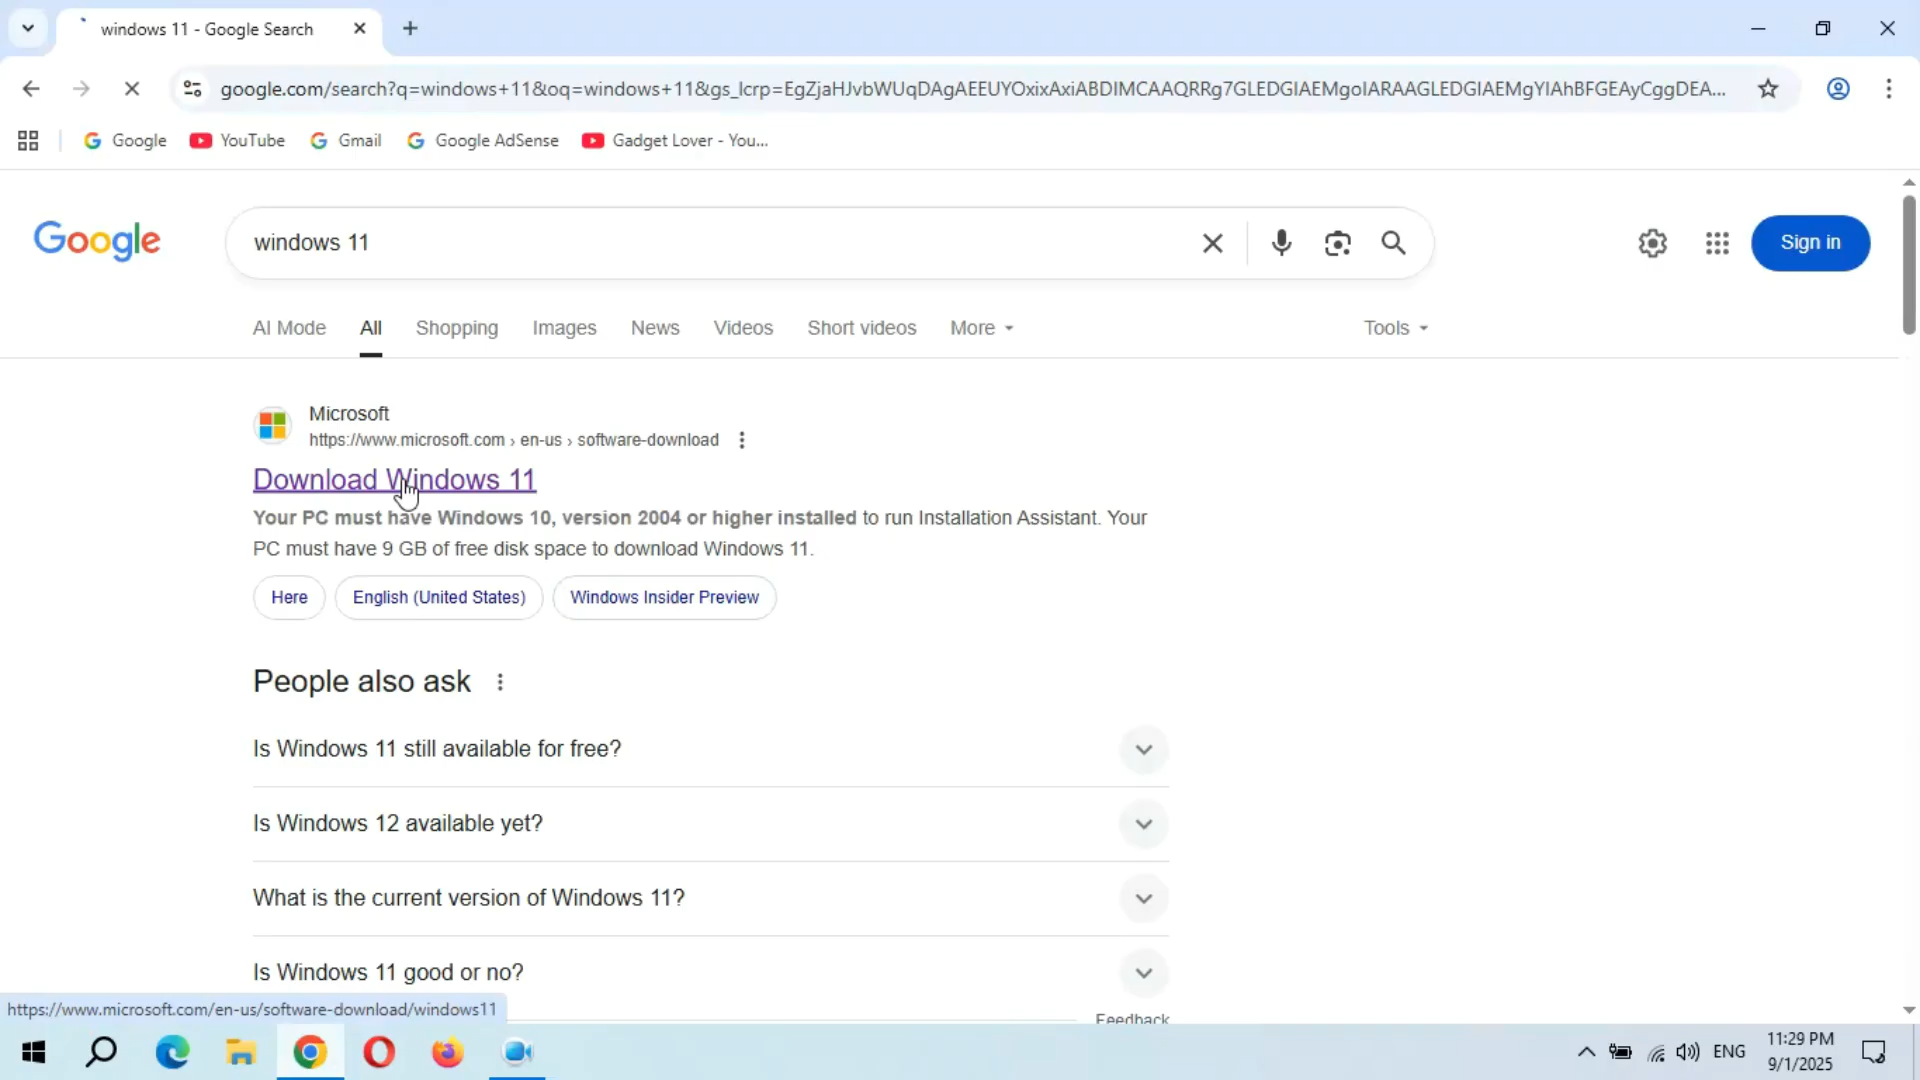 windows 11 - Google Search
google.com/search?q=windows+11&oq=windows+11&gs_lcrp=EgZjaHJvbWUqDAgAEEUYOxixAxiABDIMCAAQRRg7GLEDGIAEMgoIARAAGLEDGIAEMgYIAhBFGEAyCggDEA...
Google
YouTube
Gmail
Google AdSense
Gadget Lover - You...
Google
windows 11
Sign in
AI Mode
All
Shopping
Images
News
Videos
Short videos
More
Tools
Microsoft
https://www.microsoft.com › en-us › software-download
Download Windows 11
Your PC must have Windows 10, version 2004 or higher installed to run Installation Assistant. Your
PC must have 9 GB of free disk space to download Windows 11.
Here
English (United States)
Windows Insider Preview
People also ask
Is Windows 11 still available for free?
Is Windows 12 available yet?
What is the current version of Windows 11?
Is Windows 11 good or no?
https://www.microsoft.com/en-us/software-download/windows11
Feedback
ENG
11:29 PM
9/1/2025